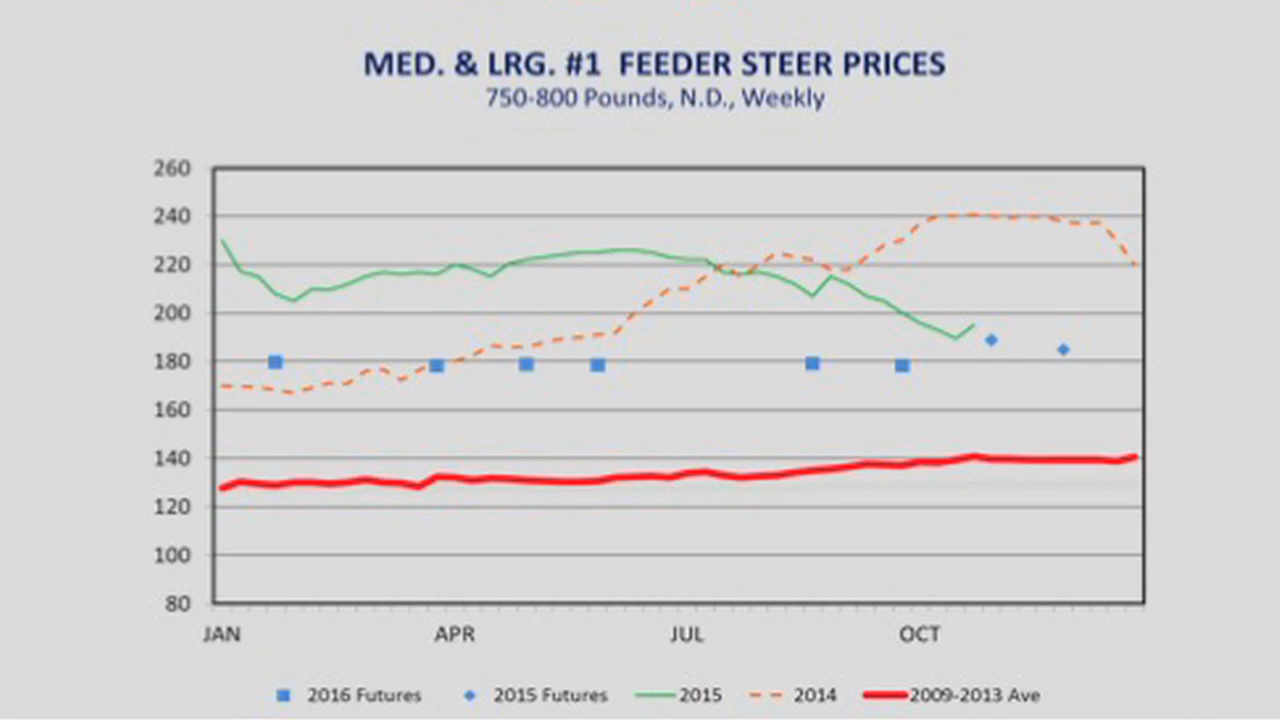 MED. & LRG. #1 FEEDER STEER PRICES
750-800 Pounds, N.D., Weekly
260
240
220
200
180
160
140
120
100
80
JAN APR JUL OCT
2016 Futures 2015 Futures 2015 2014 2009-2013 Ave